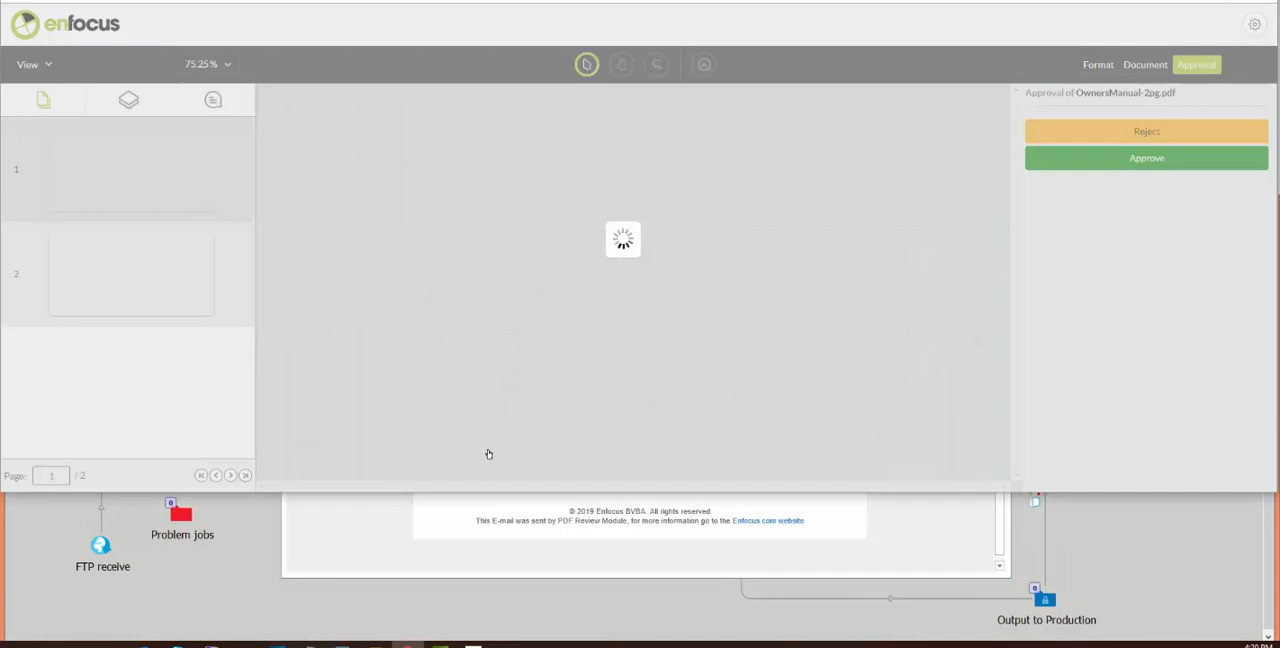 enfocus
View
75.25%
Format Document Approval
Approval of OwnersManual-2pg.pdf
Reject
Approve
1
2
Page: 1 / 2
© 2019 Enfocus BVBA. All rights reserved
This E-mail was sent by PDF Review Module, for more information go to the Enfocus.com website
0
Problem jobs
FTP receive
0
Output to Production